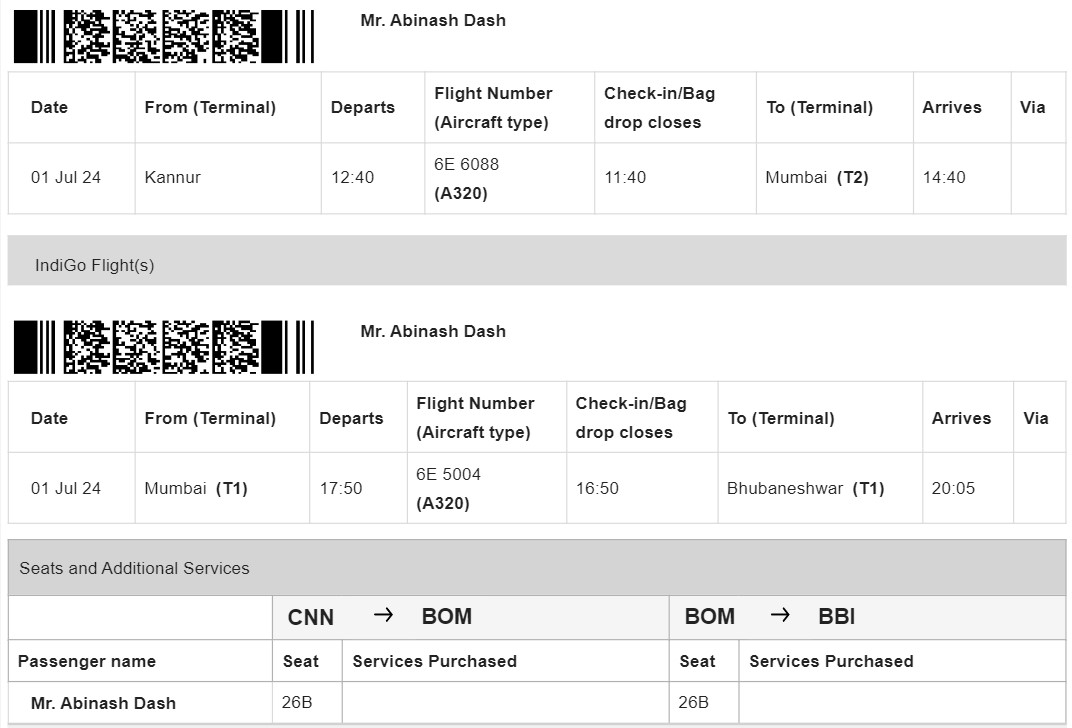 Mr. Abinash Dash
Date From (Terminal) Departs Flight Number (Aircraft type) Check-in/Bag drop closes To (Terminal) Arrives Via
01 Jul 24 Kannur 12:40 6E 6088 (A320) 11:40 Mumbai (T2) 14:40
IndiGo Flight(s)
Mr. Abinash Dash
Date From (Terminal) Departs Flight Number (Aircraft type) Check-in/Bag drop closes To (Terminal) Arrives Via
01 Jul 24 Mumbai (T1) 17:50 6E 5004 (A320) 16:50 Bhubaneshwar (T1) 20:05
Seats and Additional Services
CNN → BOM BOM → BBI
Passenger name Seat Services Purchased Seat Services Purchased
Mr. Abinash Dash 26B 26B